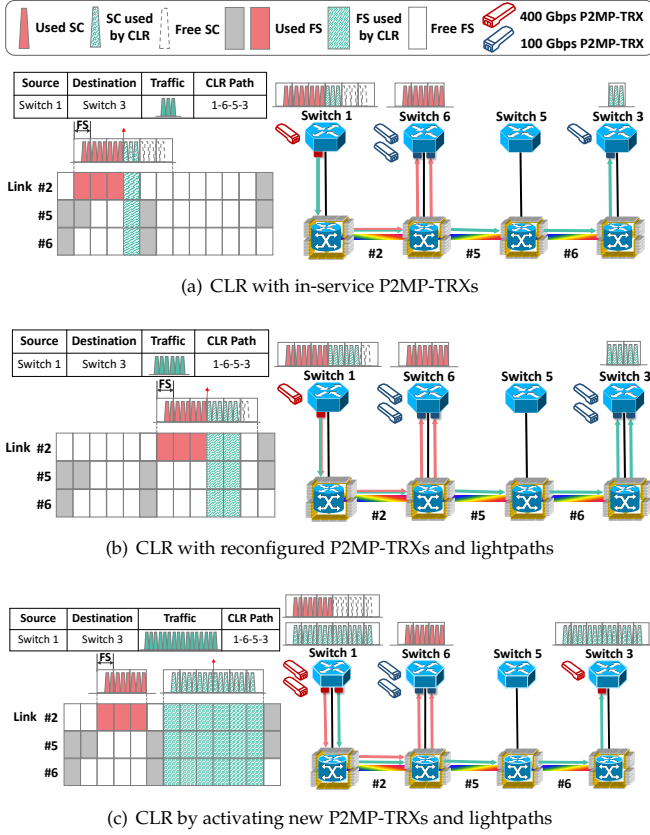 Used SC
SC used by CLR
Free SC
Used FS
FS used by CLR
Free FS
400 Gbps P2MP-TRX
100 Gbps P2MP-TRX
Source Destination Traffic CLR Path
Switch 1 Switch 3 1-6-5-3
FS
Link #2
#5
#6
Switch 1 Switch 6 Switch 5 Switch 3
#2 #5 #6
(a) CLR with in-service P2MP-TRXs
Source Destination Traffic CLR Path
Switch 1 Switch 3 1-6-5-3
FS
Link #2
#5
#6
Switch 1 Switch 6 Switch 5 Switch 3
#2 #5 #6
(b) CLR with reconfigured P2MP-TRXs and lightpaths
Source Destination Traffic CLR Path
Switch 1 Switch 3 1-6-5-3
FS
Link #2
#5
#6
Switch 1 Switch 6 Switch 5 Switch 3
#2 #5 #6
(c) CLR by activating new P2MP-TRXs and lightpaths